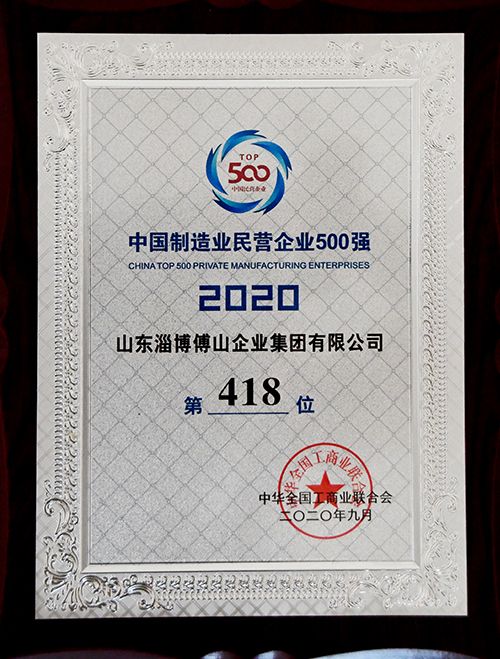 TOP
500
中国民营企业
中国制造业民营企业500强
CHINA TOP 500 PRIVATE MANUFACTURING ENTERPRISES
2020
山东淄博傅山企业集团有限公司
第 418 位
中华全国工商业联合会
中华全国工商业联合会
二〇二〇年九月